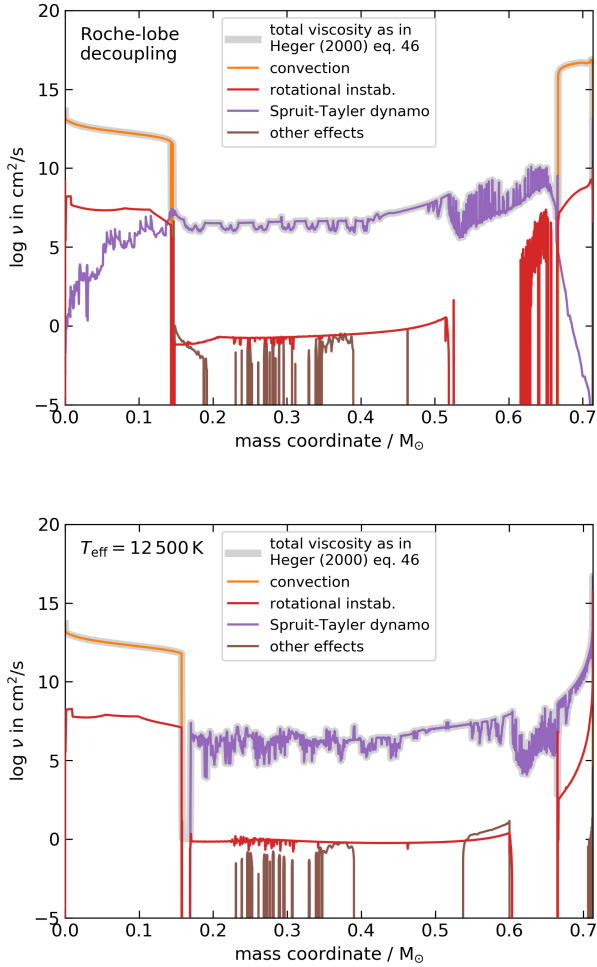 20
15
10
5
0
−5
log ν in cm²/s
Roche-lobe
decoupling
total viscosity as in
Heger (2000) eq. 46
convection
rotational instab.
Spruit-Tayler dynamo
other effects
0.0 0.1 0.2 0.3 0.4 0.5 0.6 0.7
mass coordinate / M⊙
20
15
10
5
0
−5
log ν in cm²/s
T_eff = 12 500 K
total viscosity as in
Heger (2000) eq. 46
convection
rotational instab.
Spruit-Tayler dynamo
other effects
0.0 0.1 0.2 0.3 0.4 0.5 0.6 0.7
mass coordinate / M⊙